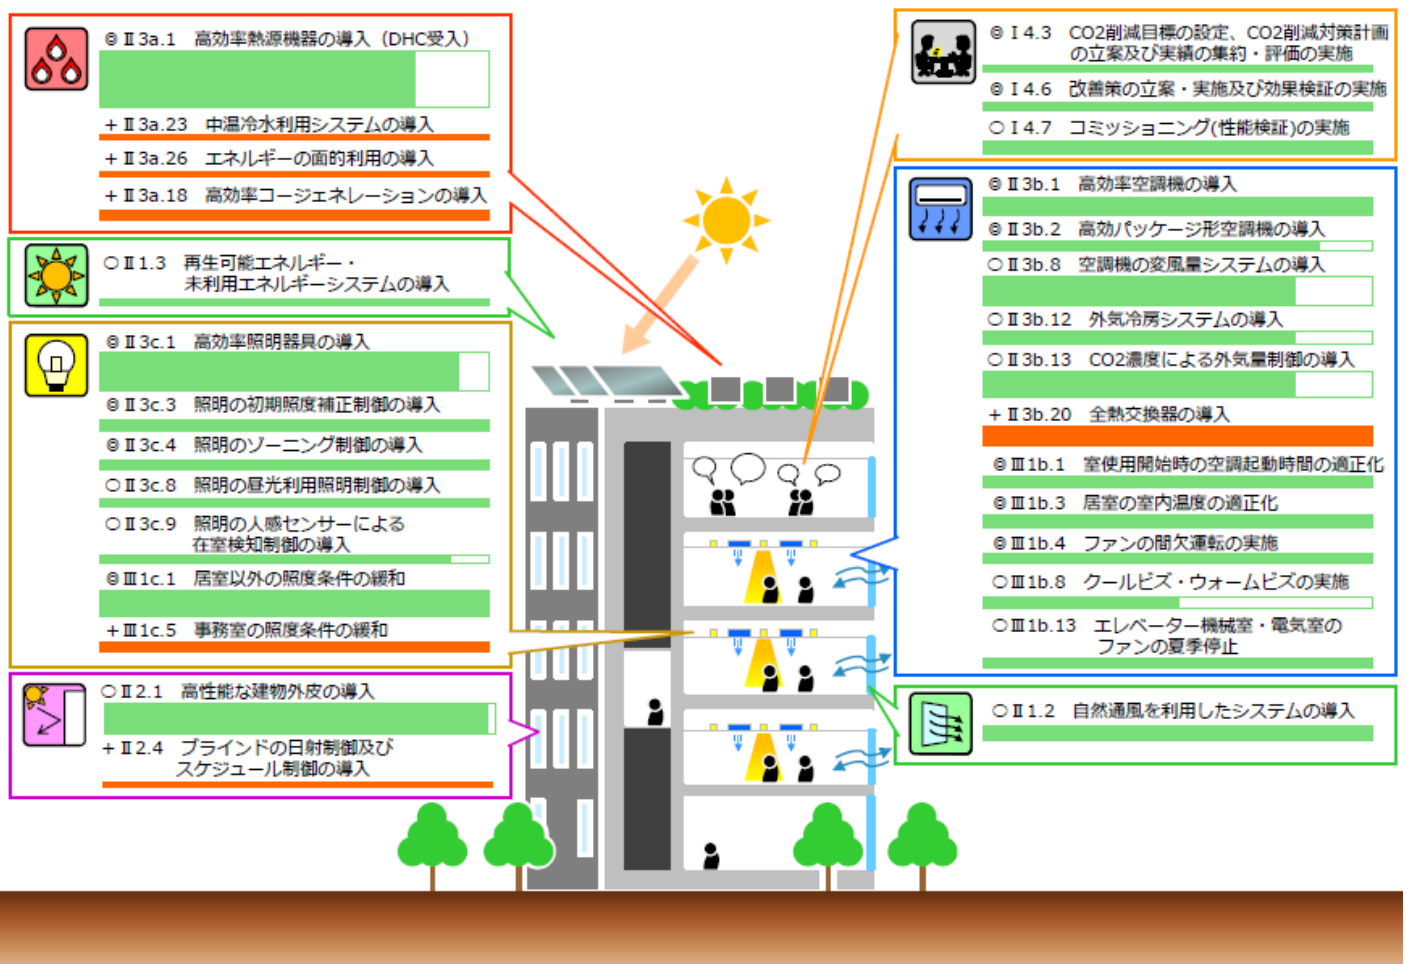 ◎Ⅱ3a.1 高効率熱源機器の導入（DHC受入）
+Ⅱ3a.23 中温冷水利用システムの導入
+Ⅱ3a.26 エネルギーの面的利用の導入
+Ⅱ3a.18 高効率コージェネレーションの導入
○Ⅱ1.3 再生可能エネルギー・
未利用エネルギーシステムの導入
◎Ⅱ3c.1 高効率照明器具の導入
◎Ⅱ3c.3 照明の初期照度補正制御の導入
◎Ⅱ3c.4 照明のゾーニング制御の導入
○Ⅱ3c.8 照明の昼光利用照明制御の導入
○Ⅱ3c.9 照明の人感センサーによる
在室検知制御の導入
◎Ⅲ1c.1 居室以外の照度条件の緩和
+Ⅲ1c.5 事務室の照度条件の緩和
○Ⅱ2.1 高性能な建物外皮の導入
+Ⅱ2.4 ブラインドの日射制御及び
スケジュール制御の導入
◎Ⅰ4.3 CO2削減目標の設定、CO2削減対策計画
の立案及び実績の集約・評価の実施
◎Ⅰ4.6 改善策の立案・実施及び効果検証の実施
○Ⅰ4.7 コミッショニング(性能検証)の実施
◎Ⅱ3b.1 高効率空調機の導入
◎Ⅱ3b.2 高効パッケージ形空調機の導入
○Ⅱ3b.8 空調機の変風量システムの導入
○Ⅱ3b.12 外気冷房システムの導入
○Ⅱ3b.13 CO2濃度による外気量制御の導入
+Ⅱ3b.20 全熱交換器の導入
◎Ⅲ1b.1 室使用開始時の空調起動時間の適正化
◎Ⅲ1b.3 居室の室内温度の適正化
◎Ⅲ1b.4 ファンの間欠運転の実施
○Ⅲ1b.8 クールビズ・ウォームビズの実施
○Ⅲ1b.13 エレベーター機械室・電気室の
ファンの夏季停止
○Ⅱ1.2 自然通風を利用したシステムの導入